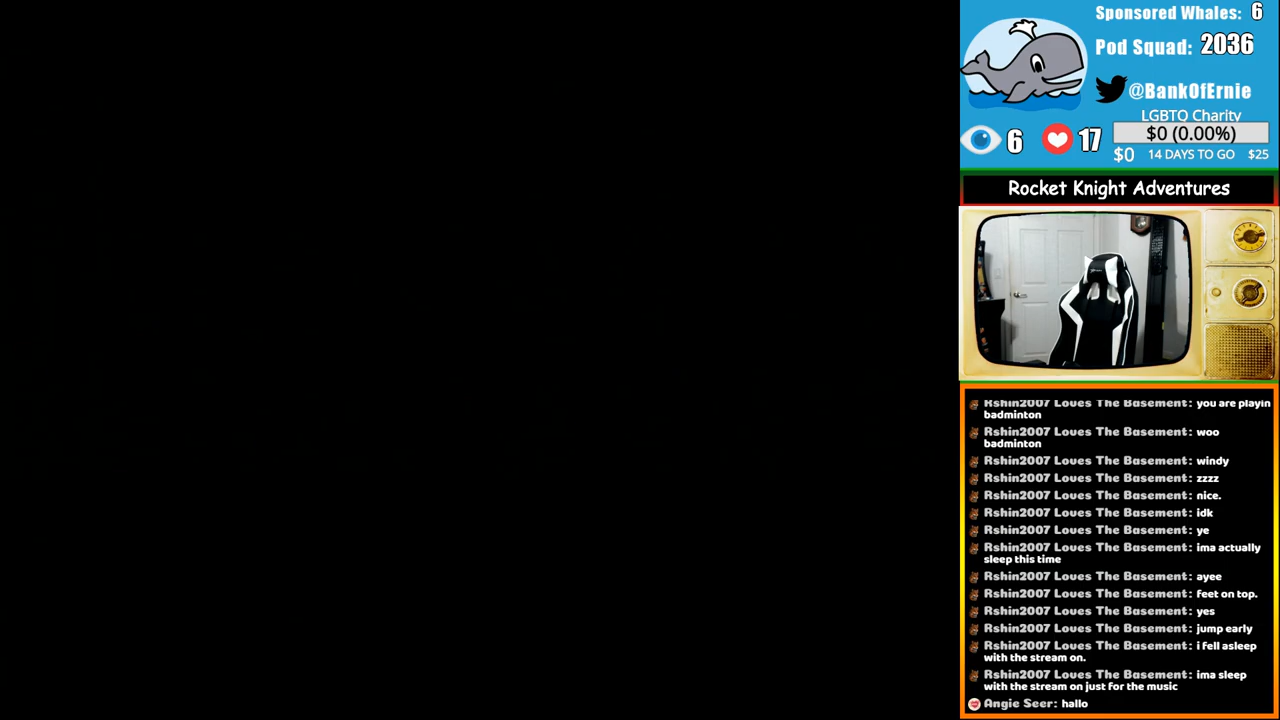 Sponsored Whales: 6
Pod Squad: 2036
@BankOfErnie
LGBTQ Charity
6 17 $0 (0.00%)
$0 14 DAYS TO GO $25
Rocket Knight Adventures
Rshin2007 Loves The Basement: you are playin
badminton
Rshin2007 Loves The Basement: woo
badminton
Rshin2007 Loves The Basement: windy
Rshin2007 Loves The Basement: zzzz
Rshin2007 Loves The Basement: nice.
Rshin2007 Loves The Basement: idk
Rshin2007 Loves The Basement: ye
Rshin2007 Loves The Basement: ima actually
sleep this time
Rshin2007 Loves The Basement: ayee
Rshin2007 Loves The Basement: feet on top.
Rshin2007 Loves The Basement: yes
Rshin2007 Loves The Basement: jump early
Rshin2007 Loves The Basement: i fell asleep
with the stream on.
Rshin2007 Loves The Basement: ima sleep
with the stream on just for the music
Angie Seer: hallo